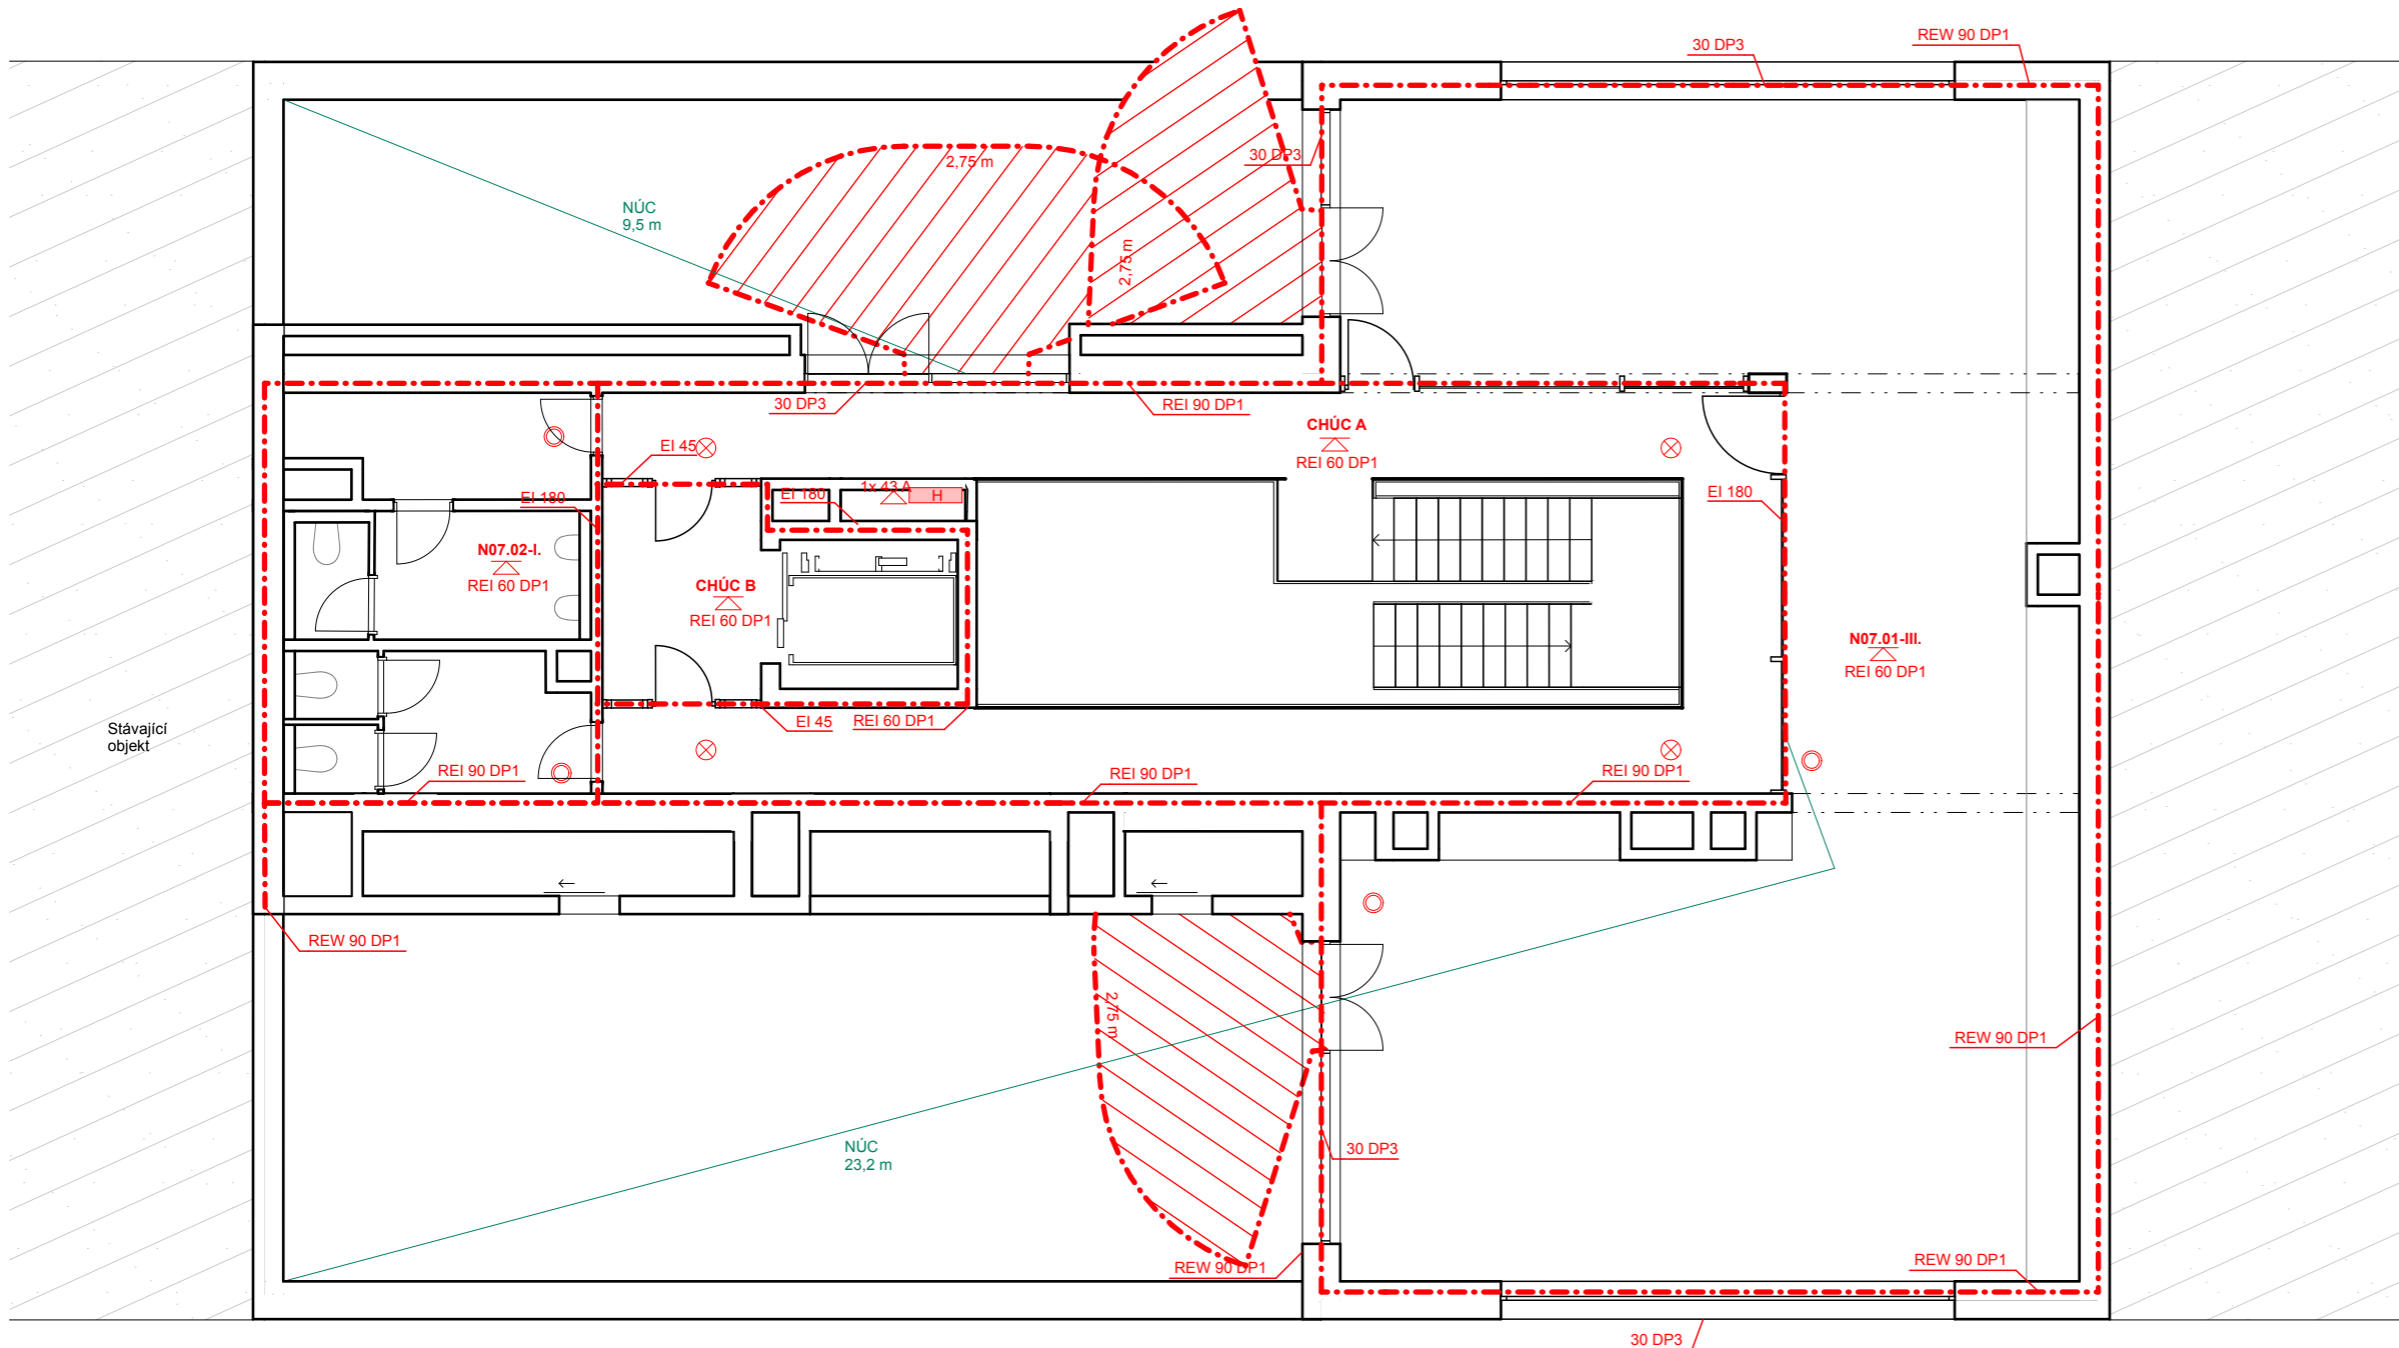 30 DP3
REW 90 DP1
30 DP3
2,75 m
NÚC
9,5 m
2,75 m
30 DP3
REI 90 DP1
CHÚC A
REI 60 DP1
EI 45
EI 180
EI 180
1x 43 A
H
EI 180
N07.02-I.
REI 60 DP1
CHÚC B
REI 60 DP1
N07.01-III.
REI 60 DP1
EI 45
REI 60 DP1
Stávající
objekt
REI 90 DP1
REI 90 DP1
REI 90 DP1
REW 90 DP1
2,75 m
REW 90 DP1
NÚC
23,2 m
30 DP3
REW 90 DP1
REW 90 DP1
30 DP3